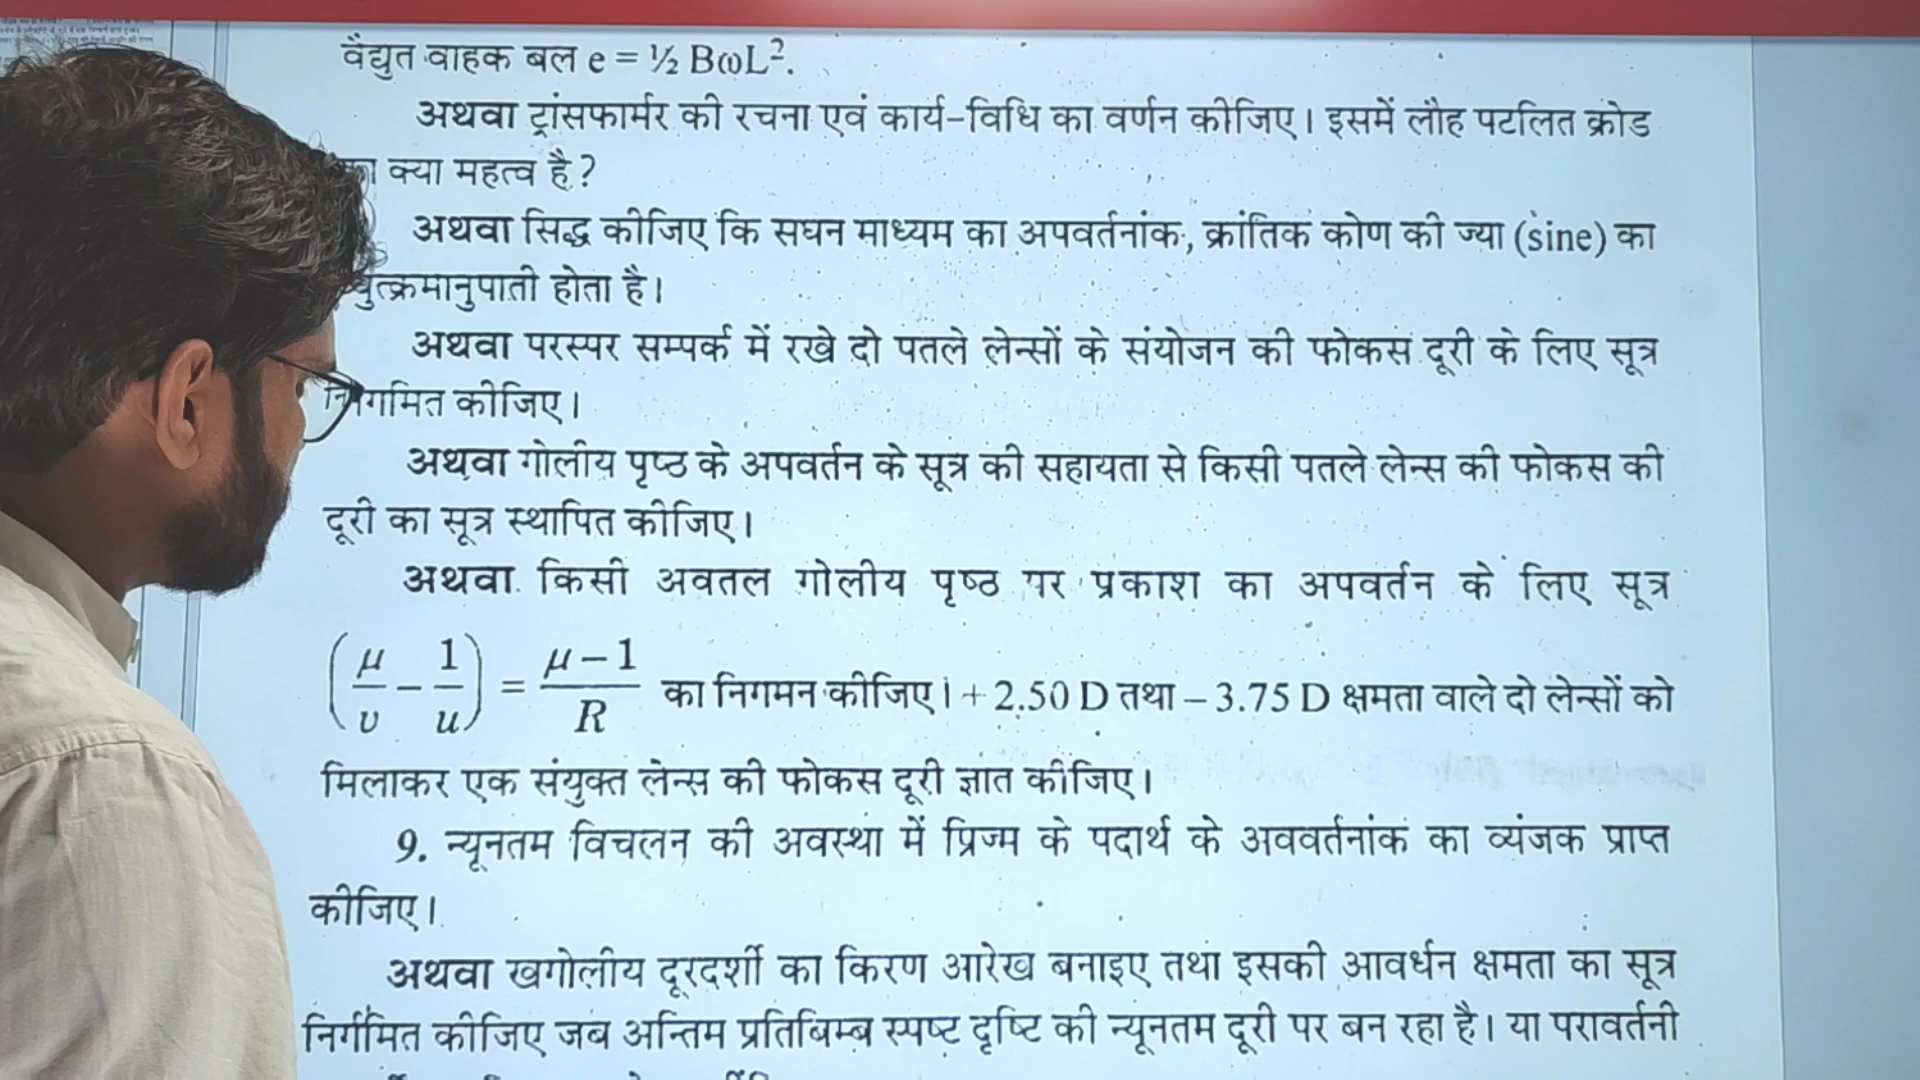 वैद्युत वाहक बल e = ½ BωL².
अथवा ट्रांसफार्मर की रचना एवं कार्य-विधि का वर्णन कीजिए। इसमें लौह पटलित क्रोड
क्या महत्व है?
अथवा सिद्ध कीजिए कि सघन माध्यम का अपवर्तनांक, क्रांतिक कोण की ज्या (sine) का
व्युत्क्रमानुपाती होता है।
अथवा परस्पर सम्पर्क में रखे दो पतले लेन्सों के संयोजन की फोकस दूरी के लिए सूत्र
निगमित कीजिए।
अथवा गोलीय पृष्ठ के अपवर्तन के सूत्र की सहायता से किसी पतले लेन्स की फोकस की
दूरी का सूत्र स्थापित कीजिए।
अथवा किसी अवतल गोलीय पृष्ठ पर प्रकाश का अपवर्तन के लिए सूत्र
(μ/υ − 1/u) = μ−1/R का निगमन कीजिए। + 2.50 D तथा – 3.75 D क्षमता वाले दो लेन्सों को
मिलाकर एक संयुक्त लेन्स की फोकस दूरी ज्ञात कीजिए।
9. न्यूनतम विचलन की अवस्था में प्रिज्म के पदार्थ के अववर्तनांक का व्यंजक प्राप्त
कीजिए।
अथवा खगोलीय दूरदर्शी का किरण आरेख बनाइए तथा इसकी आवर्धन क्षमता का सूत्र
निर्गमित कीजिए जब अन्तिम प्रतिबिम्ब स्पष्ट दृष्टि की न्यूनतम दूरी पर बन रहा है। या परावर्तनी